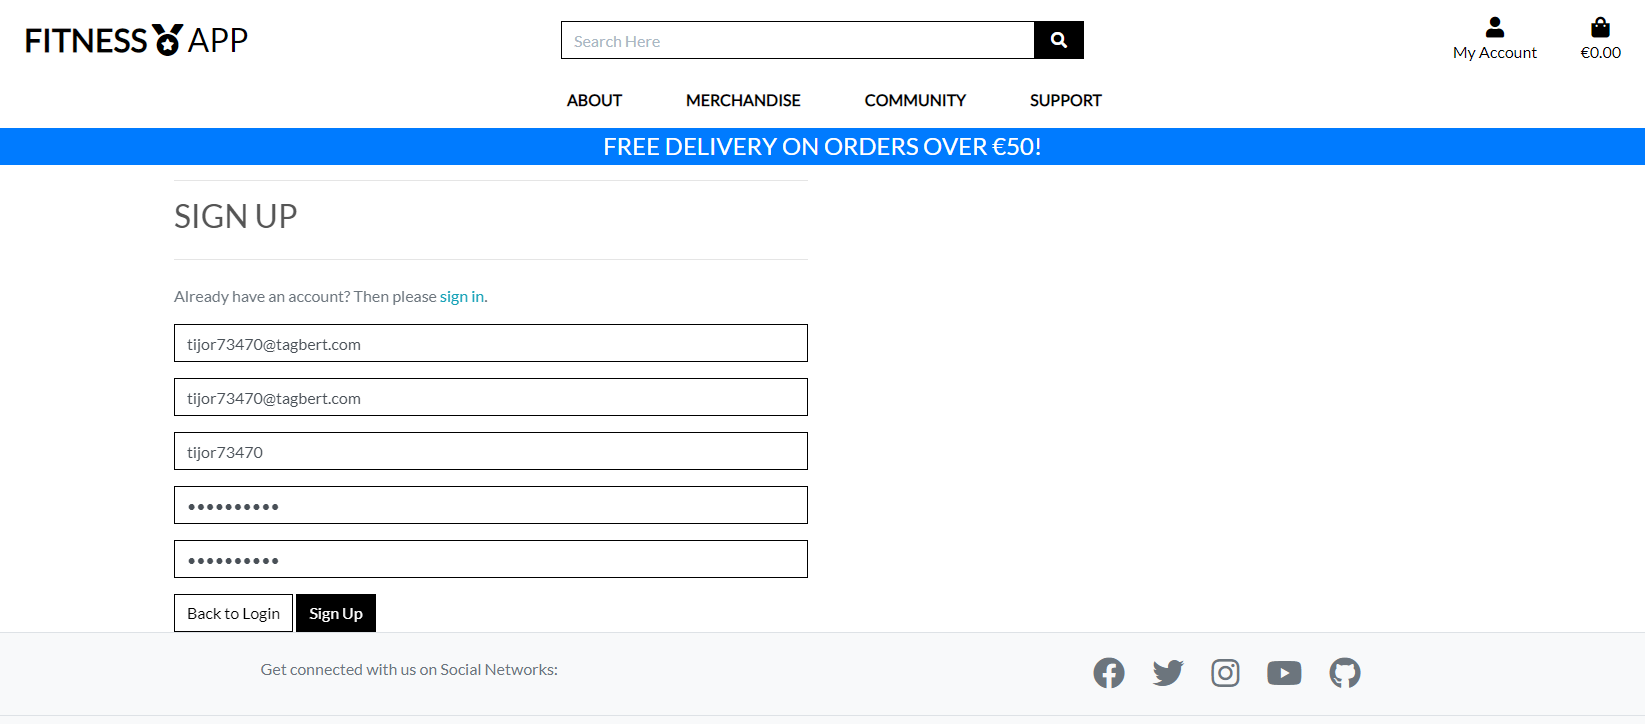 FITNESS APP
Search Here
My Account
€0.00
ABOUT MERCHANDISE COMMUNITY SUPPORT
FREE DELIVERY ON ORDERS OVER €50!
SIGN UP
Already have an account? Then please sign in.
tijor73470@tagbert.com
tijor73470@tagbert.com
tijor73470
••••••••••
••••••••••
Back to Login Sign Up
Get connected with us on Social Networks: